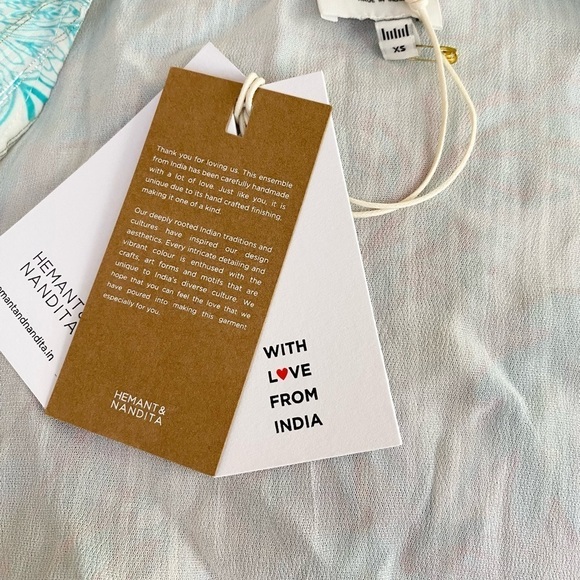 XS
Thank you for loving us. This ensemble
from India has been carefully handmade
with a lot of love. Just like you, it is
unique due to its hand crafted finishing,
making it one of a kind.
Our deeply rooted Indian traditions and
cultures have inspired our design
aesthetics. Every intricate detailing and
vibrant colour is enthused with the
crafts, art forms and motifs that are
unique to India's diverse culture. We
hope that you can feel the love that we
have poured into making this garment
especially for you.
HEMANT&
NANDITA
HEMANT&
NANDITA
emantandnandita.in
WITH
L♥VE
FROM
INDIA